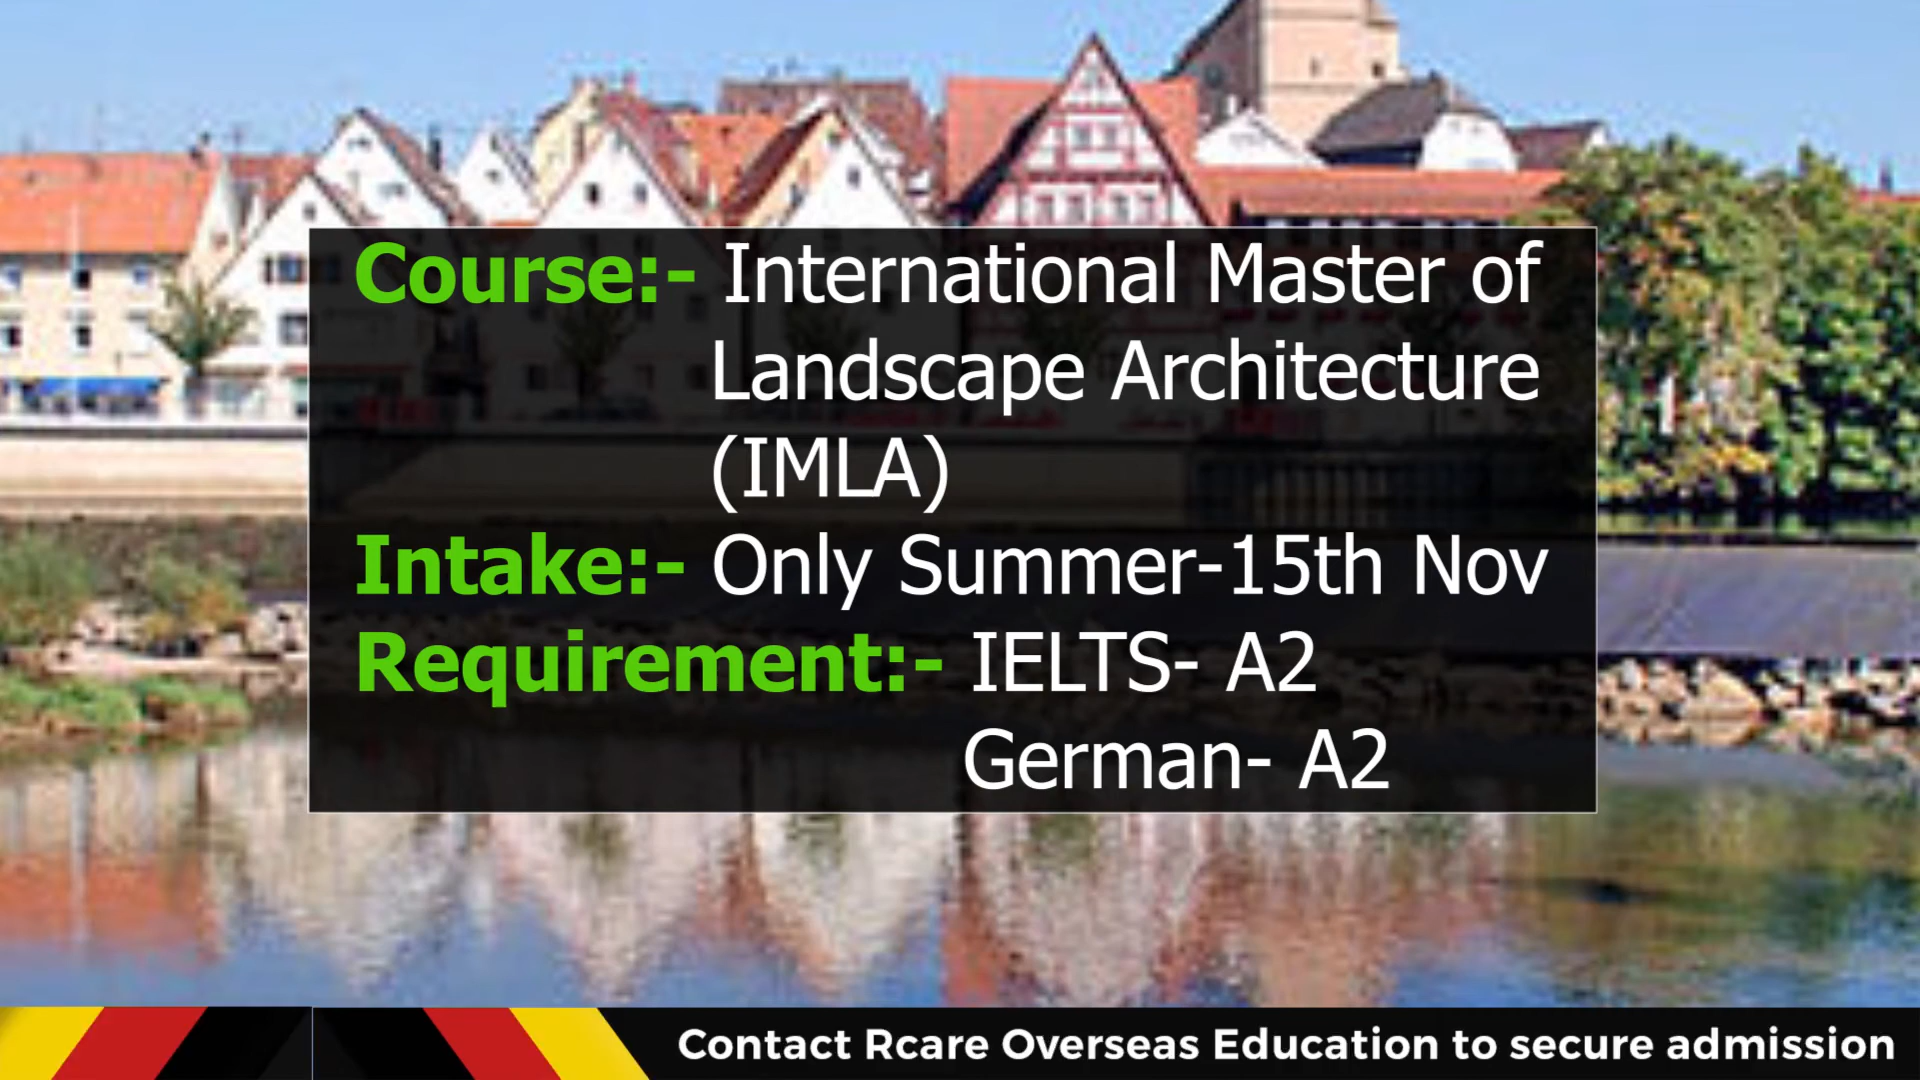 Course:- International Master of
Landscape Architecture
(IMLA)
Intake:- Only Summer-15th Nov
Requirement:- IELTS- A2
German- A2
Contact Rcare Overseas Education to secure admission